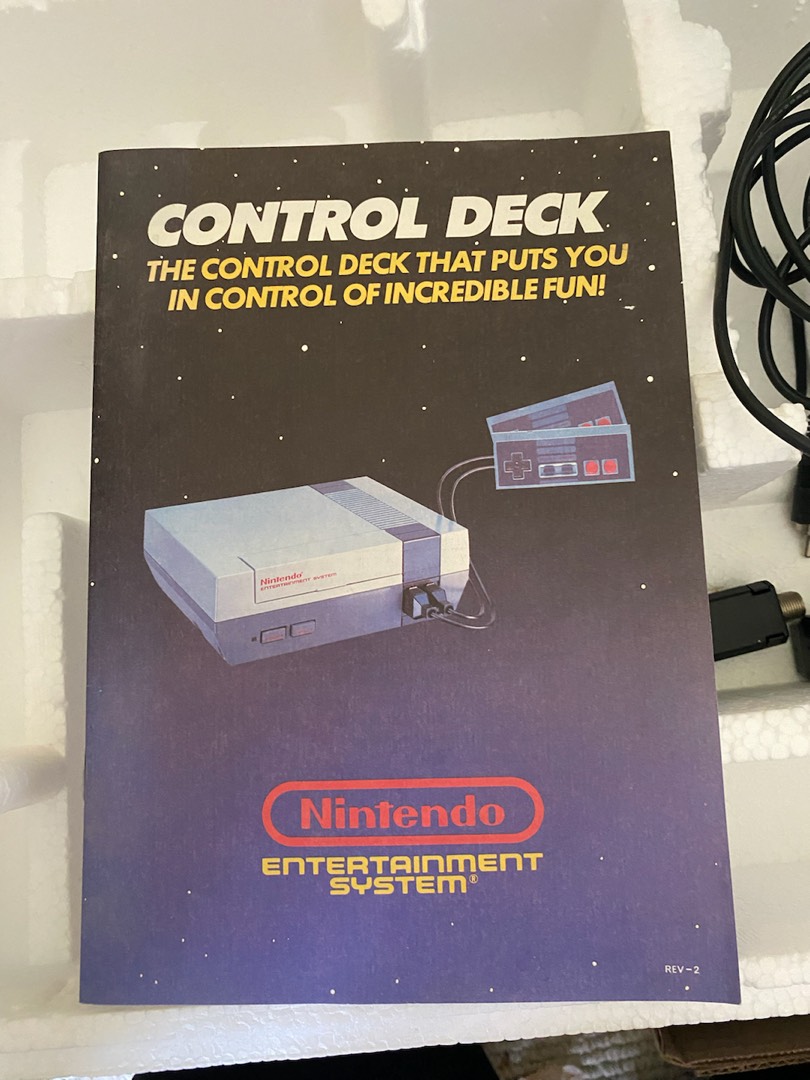 CONTROL DECK
THE CONTROL DECK THAT PUTS YOU
IN CONTROL OF INCREDIBLE FUN!
Nintendo®
ENTERTAINMENT SYSTEM
Nintendo
ENTERTAINMENT
SYSTEM®
REV-2